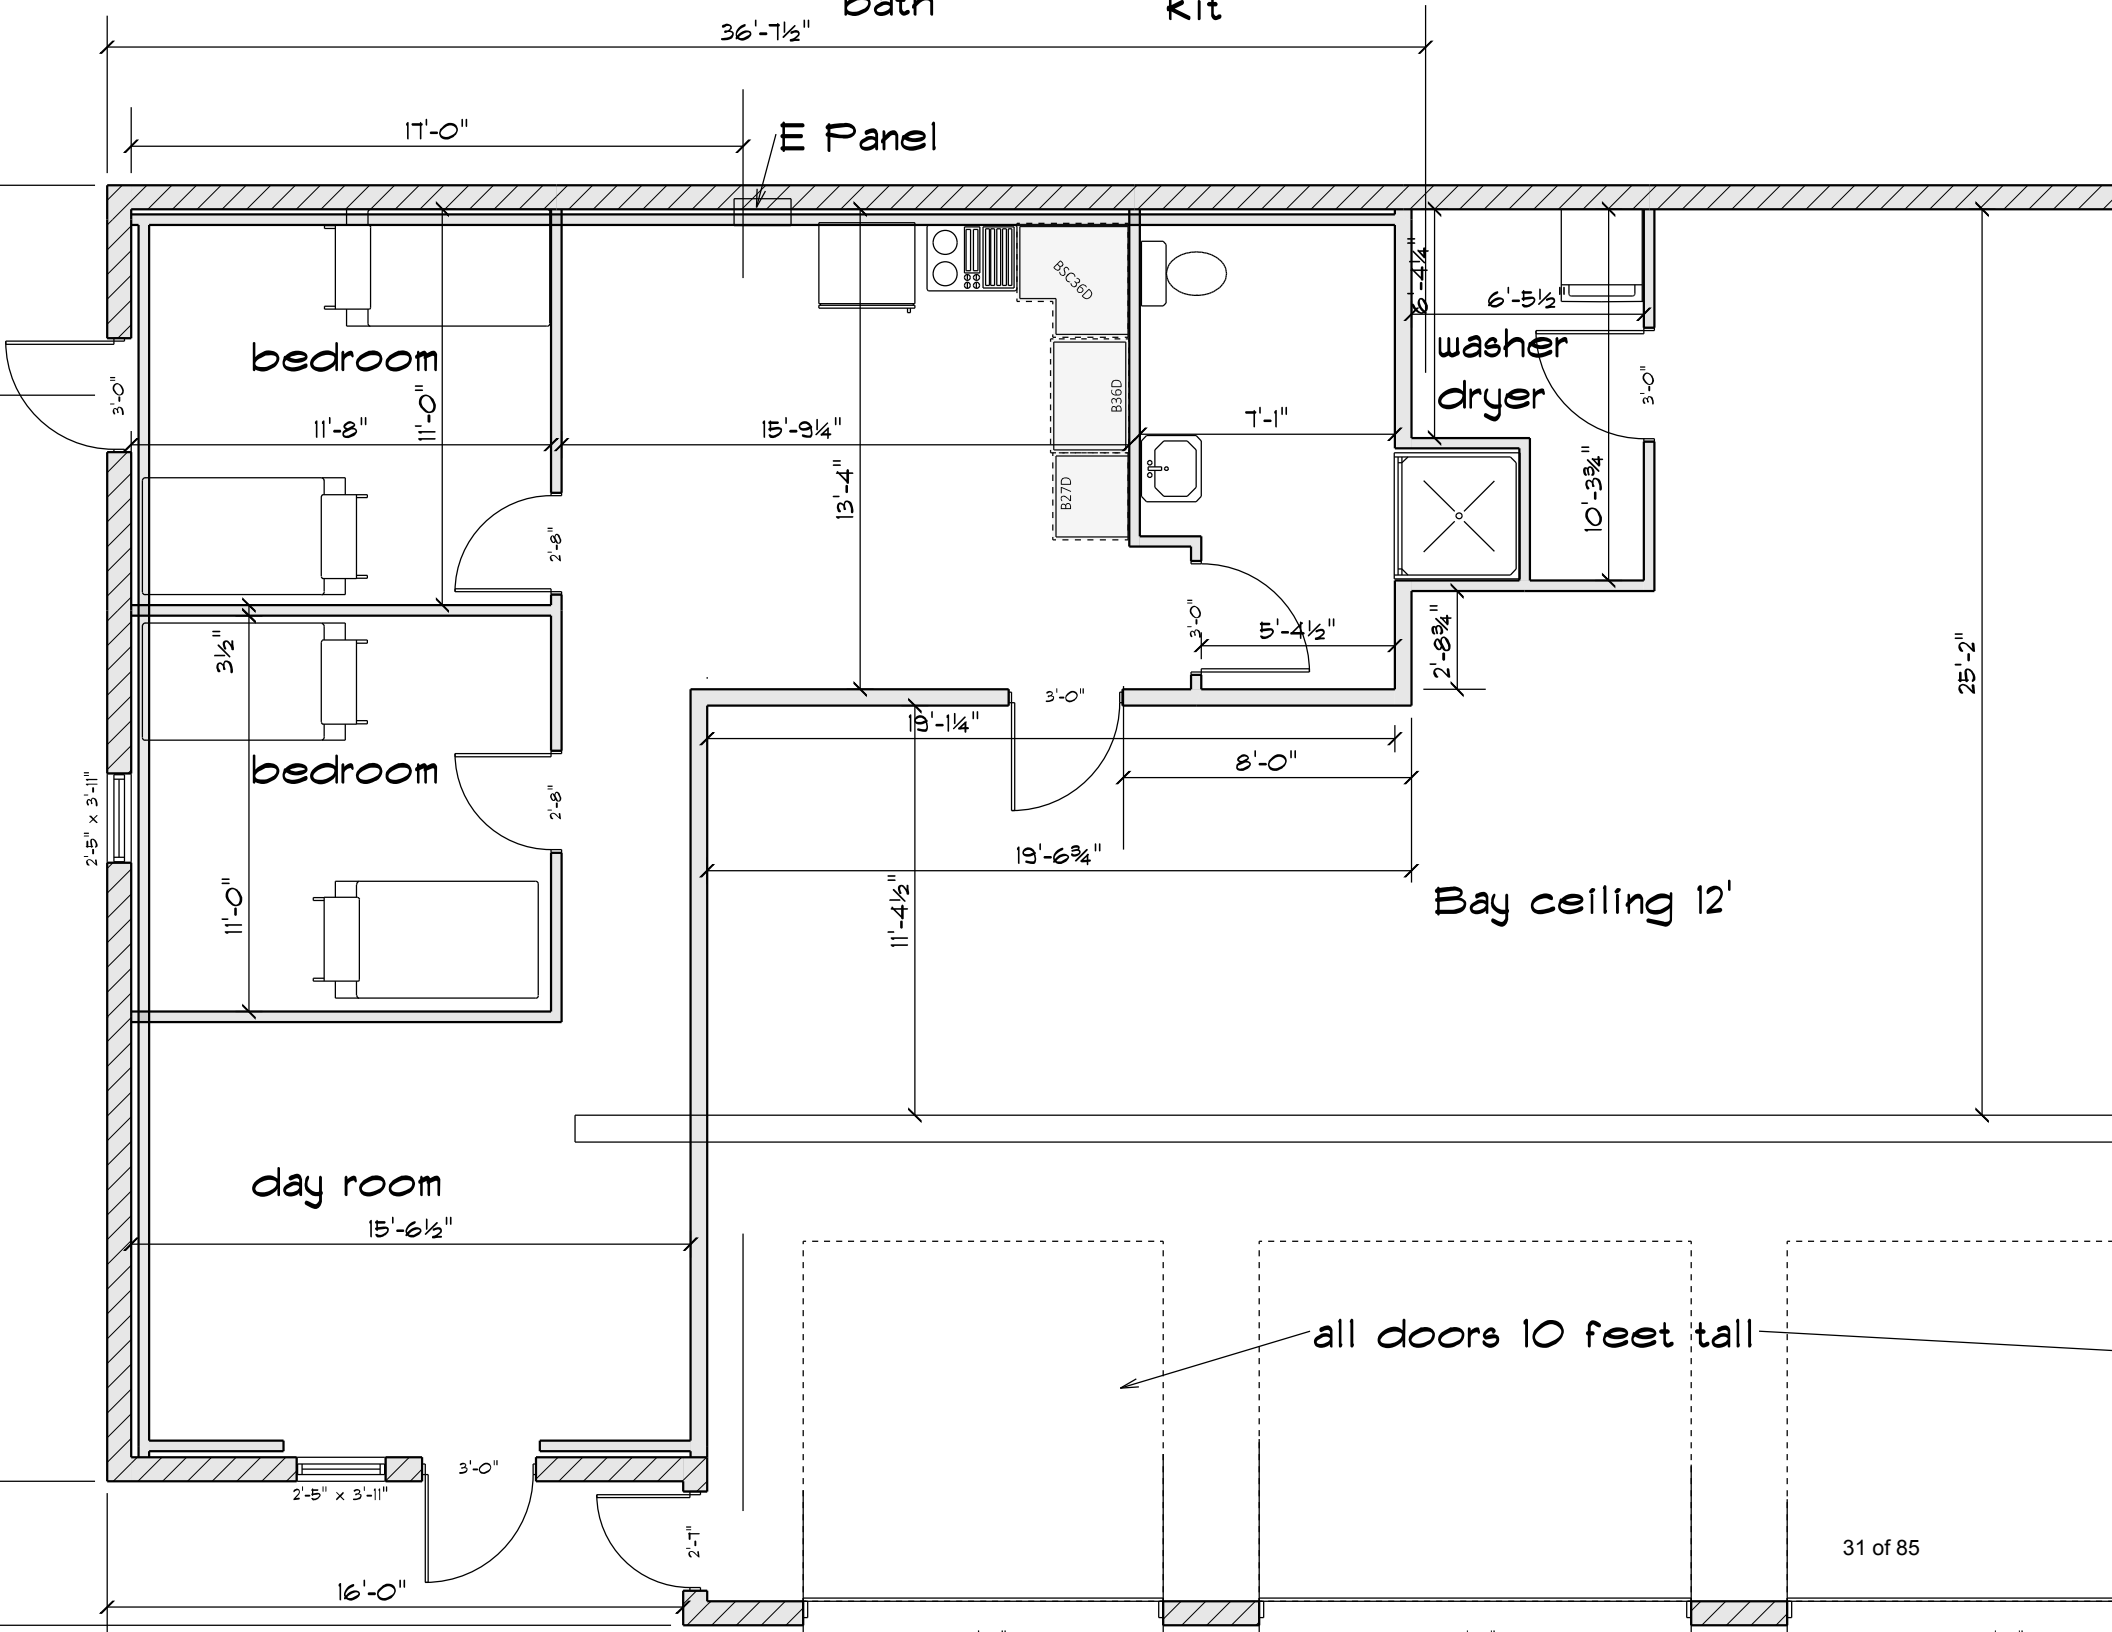 Bath
Kit
36'-7½"
17'-0"
E Panel
6'-4¼"
BSC36D
6'-5½"
washer
dryer
bedroom
3'-0"
11'-0"
B36D
3'-0"
11'-8"
15'-9¼"
7'-1"
13'-4"
B27D
10'-3¾"
2'-8"
3½"
3'-0"
5'-4½"
2'-8¾"
25'-2"
3'-0"
19'-1¼"
8'-0"
bedroom
2'-5" x 3'-11"
2'-8"
19'-6¾"
11'-0"
11'-4½"
Bay ceiling 12'
day room
15'-6½"
all doors 10 feet tall
3'-0"
2'-5" x 3'-11"
2'-7"
31 of 85
16'-0"